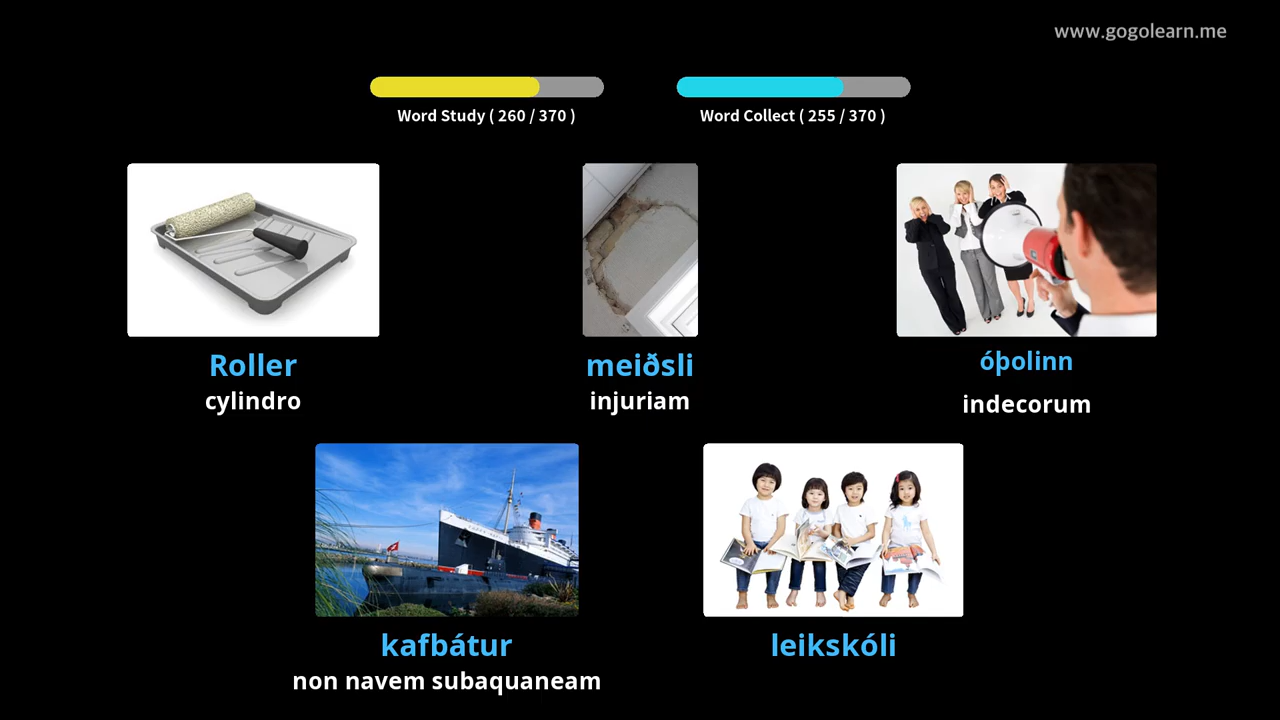 www.gogolearn.me
Word Study ( 260 / 370 )
Word Collect ( 255 / 370 )
Roller
cylindro
meiðsli
injuriam
óþolinn
indecorum
kafbátur
non navem subaquaneam
leikskóli